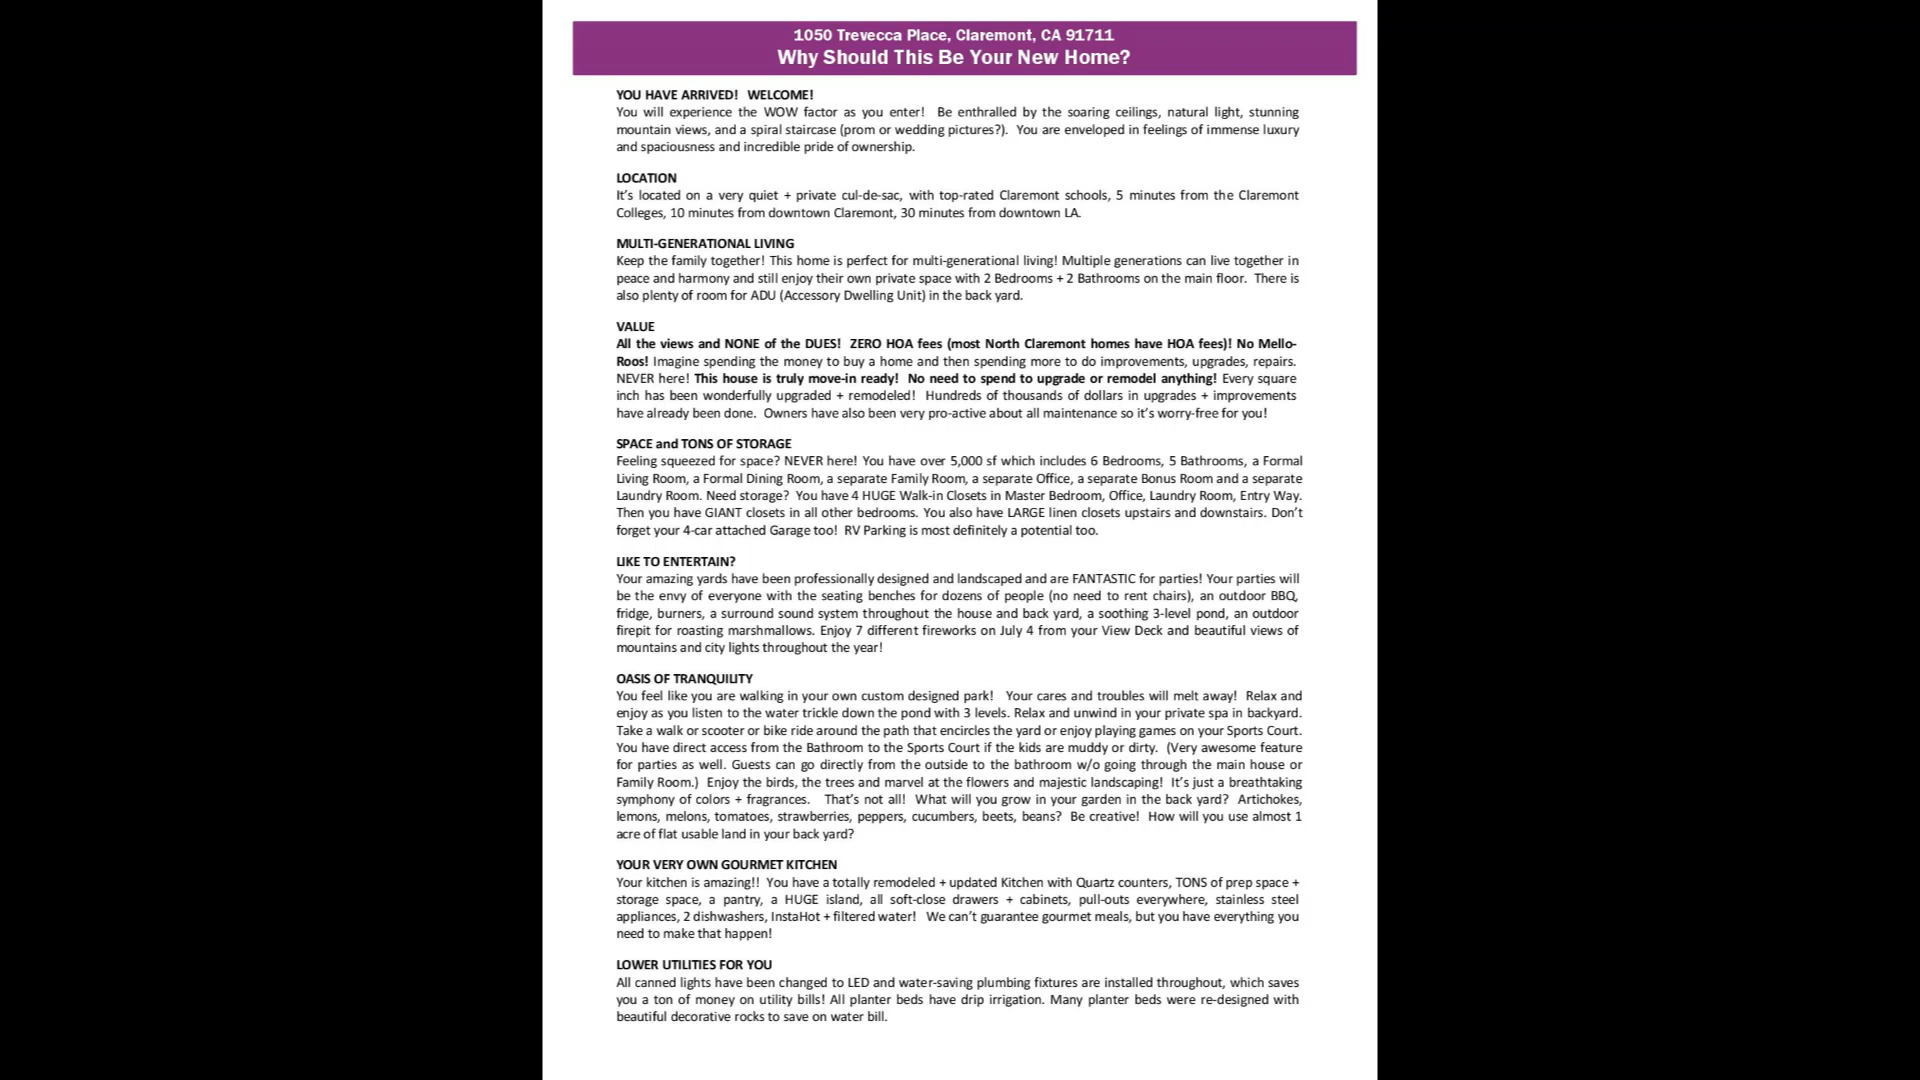 1050 Trevecca Place, Claremont, CA 91711
Why Should This Be Your New Home?
YOU HAVE ARRIVED! WELCOME!
You will experience the WOW factor as you enter! Be enthralled by the soaring ceilings, natural light, stunning
mountain views, and a spiral staircase (prom or wedding pictures?). You are enveloped in feelings of immense luxury
and spaciousness and incredible pride of ownership.
LOCATION
It's located on a very quiet + private cul-de-sac, with top-rated Claremont schools, 5 minutes from the Claremont
Colleges, 10 minutes from downtown Claremont, 30 minutes from downtown LA.
MULTI-GENERATIONAL LIVING
Keep the family together! This home is perfect for multi-generational living! Multiple generations can live together in
peace and harmony and still enjoy their own private space with 2 Bedrooms + 2 Bathrooms on the main floor. There is
also plenty of room for ADU (Accessory Dwelling Unit) in the back yard.
VALUE
All the views and NONE of the DUES! ZERO HOA fees (most North Claremont homes have HOA fees)! No Mello-
Roos! Imagine spending the money to buy a home and then spending more to do improvements, upgrades, repairs.
NEVER here! This house is truly move-in ready! No need to spend to upgrade or remodel anything! Every square
inch has been wonderfully upgraded + remodeled! Hundreds of thousands of dollars in upgrades + improvements
have already been done. Owners have also been very pro-active about all maintenance so it's worry-free for you!
SPACE and TONS OF STORAGE
Feeling squeezed for space? NEVER here! You have over 5,000 sf which includes 6 Bedrooms, 5 Bathrooms, a Formal
Living Room, a Formal Dining Room, a separate Family Room, a separate Office, a separate Bonus Room and a separate
Laundry Room. Need storage? You have 4 HUGE Walk-in Closets in Master Bedroom, Office, Laundry Room, Entry Way.
Then you have GIANT closets in all other bedrooms. You also have LARGE linen closets upstairs and downstairs. Don't
forget your 4-car attached Garage too! RV Parking is most definitely a potential too.
LIKE TO ENTERTAIN?
Your amazing yards have been professionally designed and landscaped and are FANTASTIC for parties! Your parties will
be the envy of everyone with the seating benches for dozens of people (no need to rent chairs), an outdoor BBQ,
fridge, burners, a surround sound system throughout the house and back yard, a soothing 3-level pond, an outdoor
firepit for roasting marshmallows. Enjoy 7 different fireworks on July 4 from your View Deck and beautiful views of
mountains and city lights throughout the year!
OASIS OF TRANQUILITY
You feel like you are walking in your own custom designed park! Your cares and troubles will melt away! Relax and
enjoy as you listen to the water trickle down the pond with 3 levels. Relax and unwind in your private spa in backyard.
Take a walk or scooter or bike ride around the path that encircles the yard or enjoy playing games on your Sports Court.
You have direct access from the Bathroom to the Sports Court if the kids are muddy or dirty. (Very awesome feature
for parties as well. Guests can go directly from the outside to the bathroom w/o going through the main house or
Family Room.) Enjoy the birds, the trees and marvel at the flowers and majestic landscaping! It's just a breathtaking
symphony of colors + fragrances. That's not all! What will you grow in your garden in the back yard? Artichokes,
lemons, melons, tomatoes, strawberries, peppers, cucumbers, beets, beans? Be creative! How will you use almost 1
acre of flat usable land in your back yard?
YOUR VERY OWN GOURMET KITCHEN
Your kitchen is amazing!! You have a totally remodeled + updated Kitchen with Quartz counters, TONS of prep space +
storage space, a pantry, a HUGE island, all soft-close drawers + cabinets, pull-outs everywhere, stainless steel
appliances, 2 dishwashers, InstaHot + filtered water! We can't guarantee gourmet meals, but you have everything you
need to make that happen!
LOWER UTILITIES FOR YOU
All canned lights have been changed to LED and water-saving plumbing fixtures are installed throughout, which saves
you a ton of money on utility bills! All planter beds have drip irrigation. Many planter beds were re-designed with
beautiful decorative rocks to save on water bill.